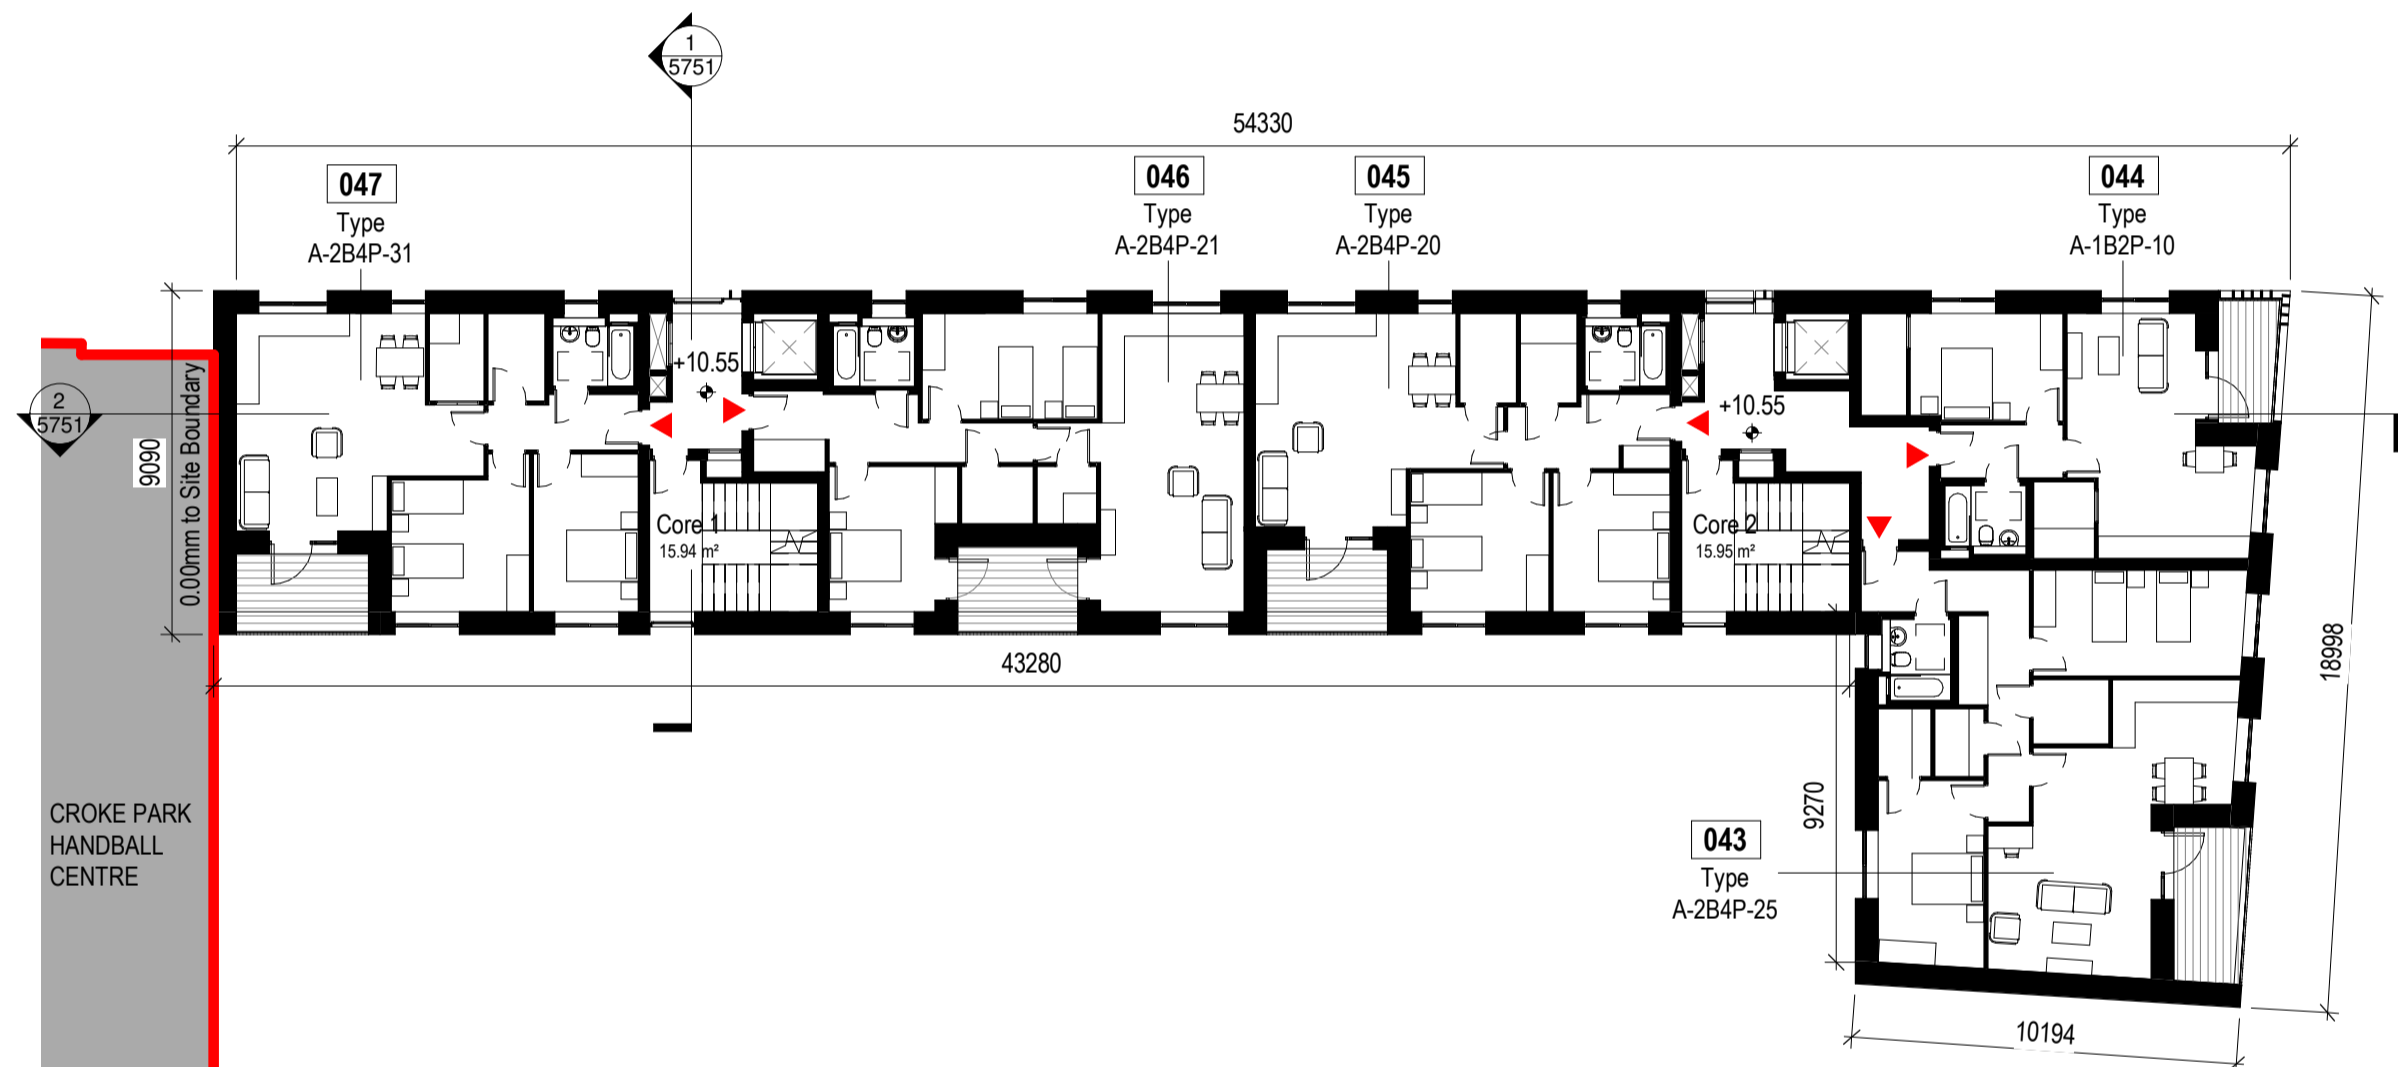 1
5751
54330
047
Type
A-2B4P-31
046
Type
A-2B4P-21
045
Type
A-2B4P-20
044
Type
A-1B2P-10
+10.55
+10.55
2
5751
9090
0.00mm to Site Boundary
Core 1
15.94 m²
Core 2
15.95 m²
43280
18998
9270
CROKE PARK
HANDBALL
CENTRE
043
Type
A-2B4P-25
10194